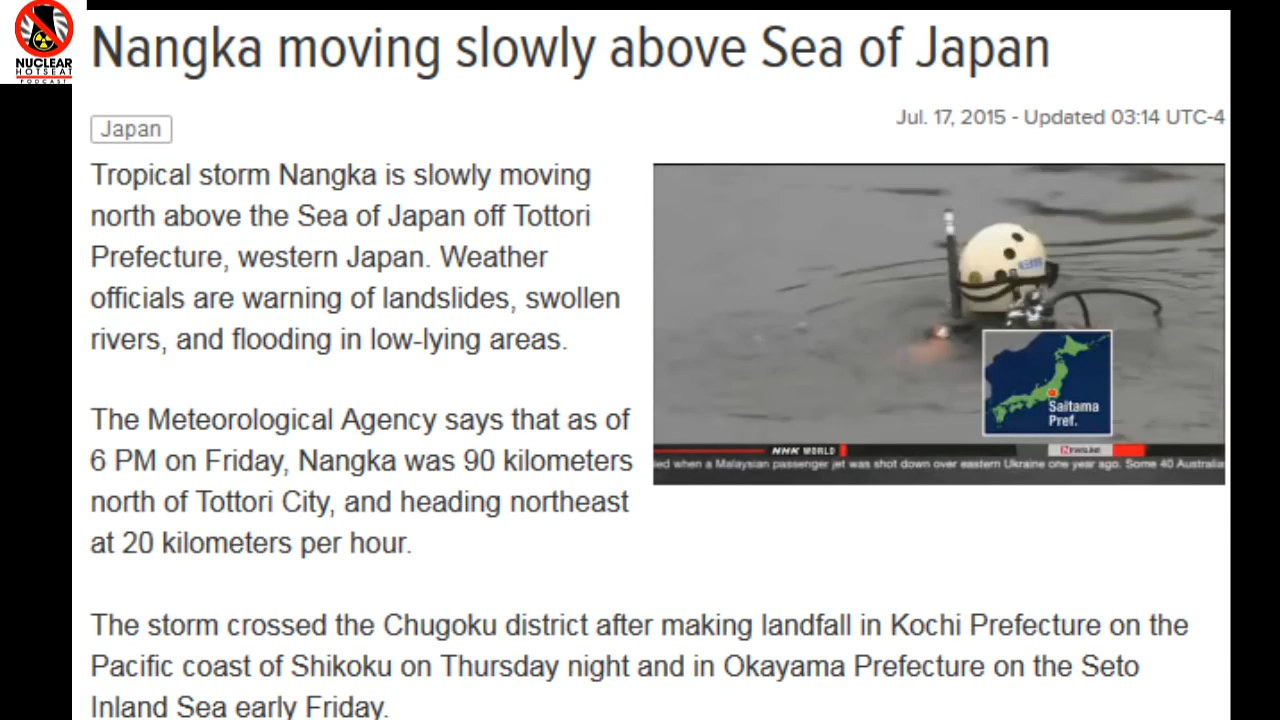 NUCLEAR
HOTSEAT
PODCAST
Nangka moving slowly above Sea of Japan
Jul. 17, 2015 - Updated 03:14 UTC-4
Japan
Tropical storm Nangka is slowly moving
north above the Sea of Japan off Tottori
Prefecture, western Japan. Weather
officials are warning of landslides, swollen
rivers, and flooding in low-lying areas.
The Meteorological Agency says that as of
6 PM on Friday, Nangka was 90 kilometers
north of Tottori City, and heading northeast
at 20 kilometers per hour.
Saitama
Pref.
NHK WORLD
NEWSLINE
ed when a Malaysian passenger jet was shot down over eastern Ukraine one year ago. Some 40 Australia
The storm crossed the Chugoku district after making landfall in Kochi Prefecture on the
Pacific coast of Shikoku on Thursday night and in Okayama Prefecture on the Seto
Inland Sea early Friday.